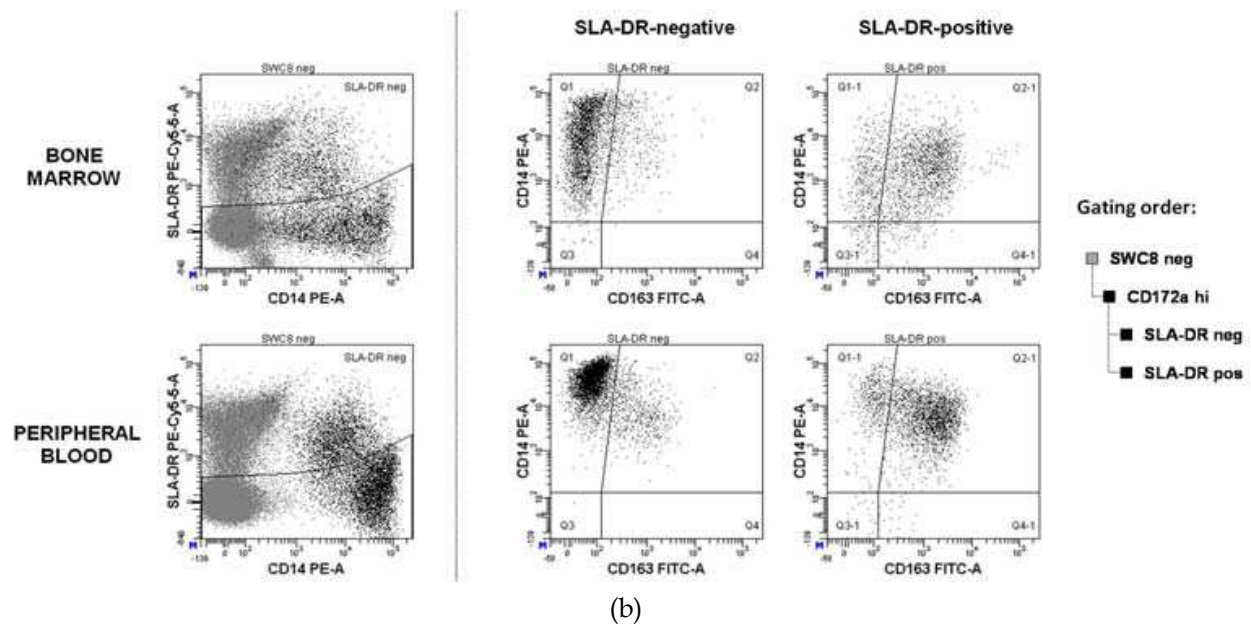 SLA-DR-negative
SLA-DR-positive
BONE
MARROW
SWC8 neg
SLA-DR neg
SLA-DR PE-Cy5-5-A
CD14 PE-A
SLA-DR neg
Q1
Q2
Q3
Q4
CD14 PE-A
CD163 FITC-A
SLA-DR pos
Q1-1
Q2-1
Q3-1
Q4-1
CD14 PE-A
CD163 FITC-A
Gating order:
SWC8 neg
CD172a hi
SLA-DR neg
SLA-DR pos
PERIPHERAL
BLOOD
SWC8 neg
SLA-DR neg
SLA-DR PE-Cy5-5-A
CD14 PE-A
SLA-DR neg
Q1
Q2
Q3
Q4
CD14 PE-A
CD163 FITC-A
SLA-DR pos
Q1-1
Q2-1
Q3-1
Q4-1
CD14 PE-A
CD163 FITC-A
(b)